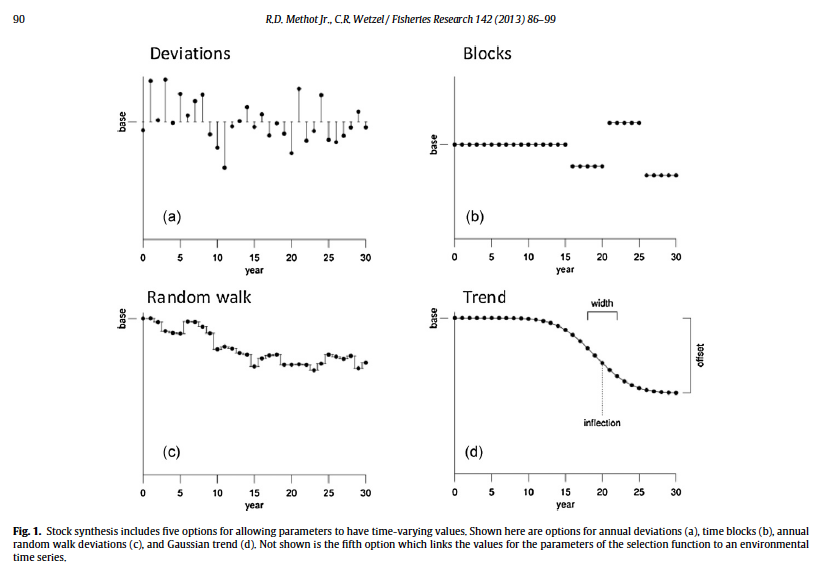 90
R.D. Methot Jr., C.R. Wetzel / Fisheries Research 142 (2013) 86–99
Deviations
base
(a)
0 5 10 15 20 25 30
year
Blocks
base
(b)
0 5 10 15 20 25 30
year
Random walk
base
(c)
0 5 10 15 20 25 30
year
Trend
width
base
offset
inflection
(d)
0 5 10 15 20 25 30
year
Fig. 1. Stock synthesis includes five options for allowing parameters to have time-varying values. Shown here are options for annual deviations (a), time blocks (b), annual
random walk deviations (c), and Gaussian trend (d). Not shown is the fifth option which links the values for the parameters of the selection function to an environmental
time series.